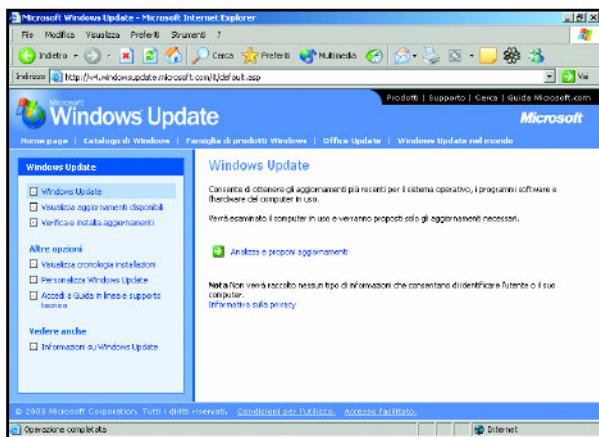 Microsoft Windows Update - Microsoft Internet Explorer
File Modifica Visualizza Preferiti Strumenti ?
Indietro Cerca Preferiti Multimedia
Indirizzo http://v4.windowsupdate.microsoft.com/it/default.asp Vai
Prodotti | Supporto | Cerca | Guida Microsoft.com
Microsoft
Windows Update
Microsoft
Home page | Catalogo di Windows | Famiglia di prodotti Windows | Office Update | Windows Update nel mondo
Windows Update
Windows Update
Visualizza aggiornamenti disponibili
Verifica e installa aggiornamenti
Altre opzioni
Visualizza cronologia installazioni
Personalizza Windows Update
Accedi a Guida in linea e supporto
tecnico
Vedere anche
Informazioni su Windows Update
Windows Update
Consente di ottenere gli aggiornamenti più recenti per il sistema operativo, i programmi software e
l'hardware del computer in uso.
Verrà esaminato il computer in uso e verranno proposti solo gli aggiornamenti necessari.
Analizza e proponi aggiornamenti
Nota Non verrà raccolto nessun tipo di informazioni che consentano di identificare l'utente o il suo
computer.
Informativa sulla privacy
© 2003 Microsoft Corporation. Tutti i diritti riservati. Condizioni per l'utilizzo. Accesso facilitato.
Operazione completata Internet